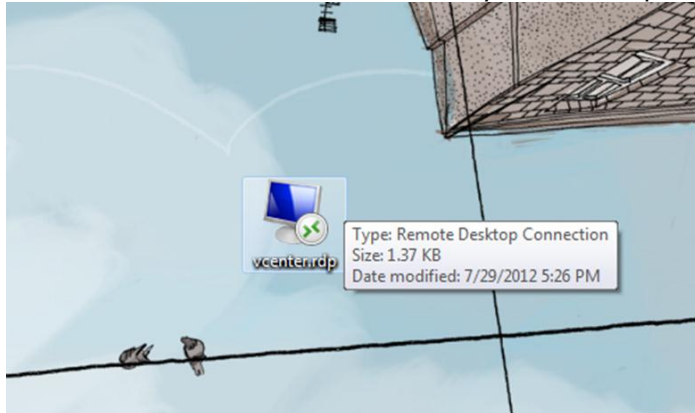 vcenter.rdp
Type: Remote Desktop Connection
Size: 1.37 KB
Date modified: 7/29/2012 5:26 PM